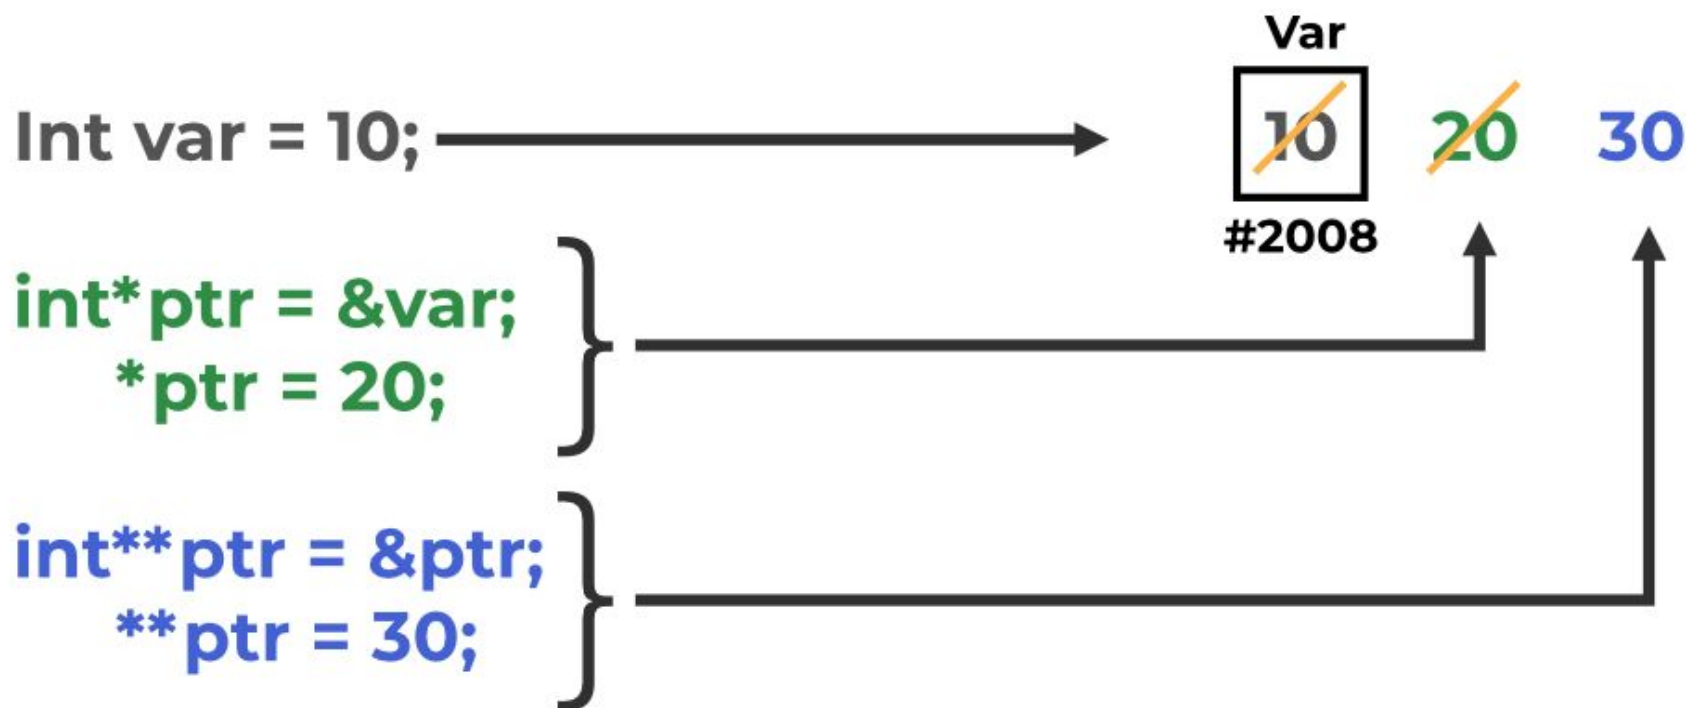 Var
Int var = 10;
10 20 30
#2008
int*ptr = &var;
*ptr = 20;
int**ptr = &ptr;
**ptr = 30;